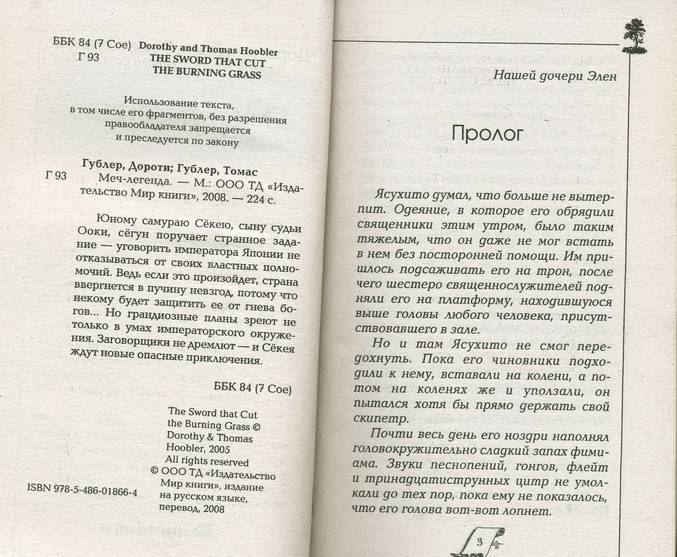 ББК 84 (7 Сое)
Г 93
Dorothy and Thomas Hoobler
THE SWORD THAT CUT
THE BURNING GRASS
Использование текста,
в том числе его фрагментов, без разрешения
правообладателя запрещается
и преследуется по закону
Гублер, Дороти; Гублер, Томас
Г 93
Меч-легенда. — М.: ООО ТД «Изда-
тельство Мир книги», 2008. — 224 с.
Юному самураю Сёкею, сыну судьи
Ооки, сёгун поручает странное зада-
ние — уговорить императора Японии не
отказываться от своих властных полно-
мочий. Ведь если это произойдет, страна
ввергнется в пучину невзгод, потому что
некому будет защитить ее от гнева бо-
гов... Но грандиозные планы зреют не
только в умах императорского окруже-
ния. Заговорщики не дремлют — и Сёкея
ждут новые опасные приключения.
ББК 84 (7 Сое)
The Sword that Cut
the Burning Grass ©
Dorothy & Thomas
Hoobler, 2005
All rights reserved
© ООО ТД «Издательство
Мир книги», издание
на русском языке,
перевод, 2008
ISBN 978-5-486-01866-4
Нашей дочери Элен
Пролог
Ясухито думал, что больше не вытер-
пит. Одеяние, в которое его обрядили
священники этим утром, было таким
тяжелым, что он даже не мог встать
в нем без посторонней помощи. Им при-
шлось подсаживать его на трон, после
чего шестеро священнослужителей под-
няли его на платформу, находившуюся
выше головы любого человека, присут-
ствовавшего в зале.
Но и там Ясухито не смог пере-
дохнуть. Пока его чиновники подхо-
дили к нему, вставали на колени, а по-
том на коленях же и уползали, он
пытался хотя бы прямо держать свой
скипетр.
Почти весь день его ноздри наполнял
головокружительно сладкий запах фими-
ама. Звуки песнопений, гонгов, флейт
и тринадцатиструнных цитр не умол-
кали до тех пор, пока ему не показалось,
что его голова вот-вот лопнет.
3